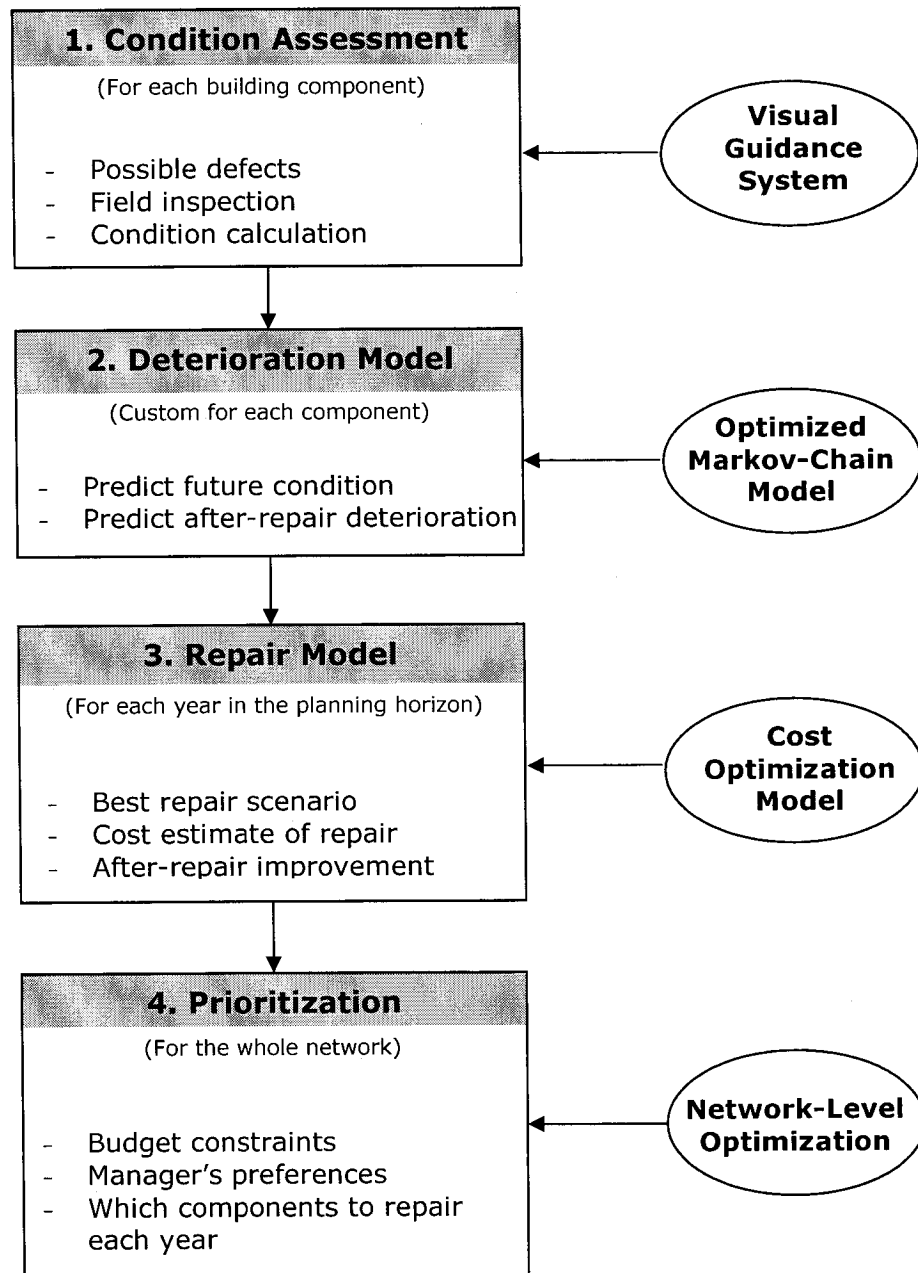 1. Condition Assessment
(For each building component)
- Possible defects
- Field inspection
- Condition calculation
Visual
Guidance
System
2. Deterioration Model
(Custom for each component)
- Predict future condition
- Predict after-repair deterioration
Optimized
Markov-Chain
Model
3. Repair Model
(For each year in the planning horizon)
- Best repair scenario
- Cost estimate of repair
- After-repair improvement
Cost
Optimization
Model
4. Prioritization
(For the whole network)
- Budget constraints
- Manager's preferences
- Which components to repair
each year
Network-Level
Optimization